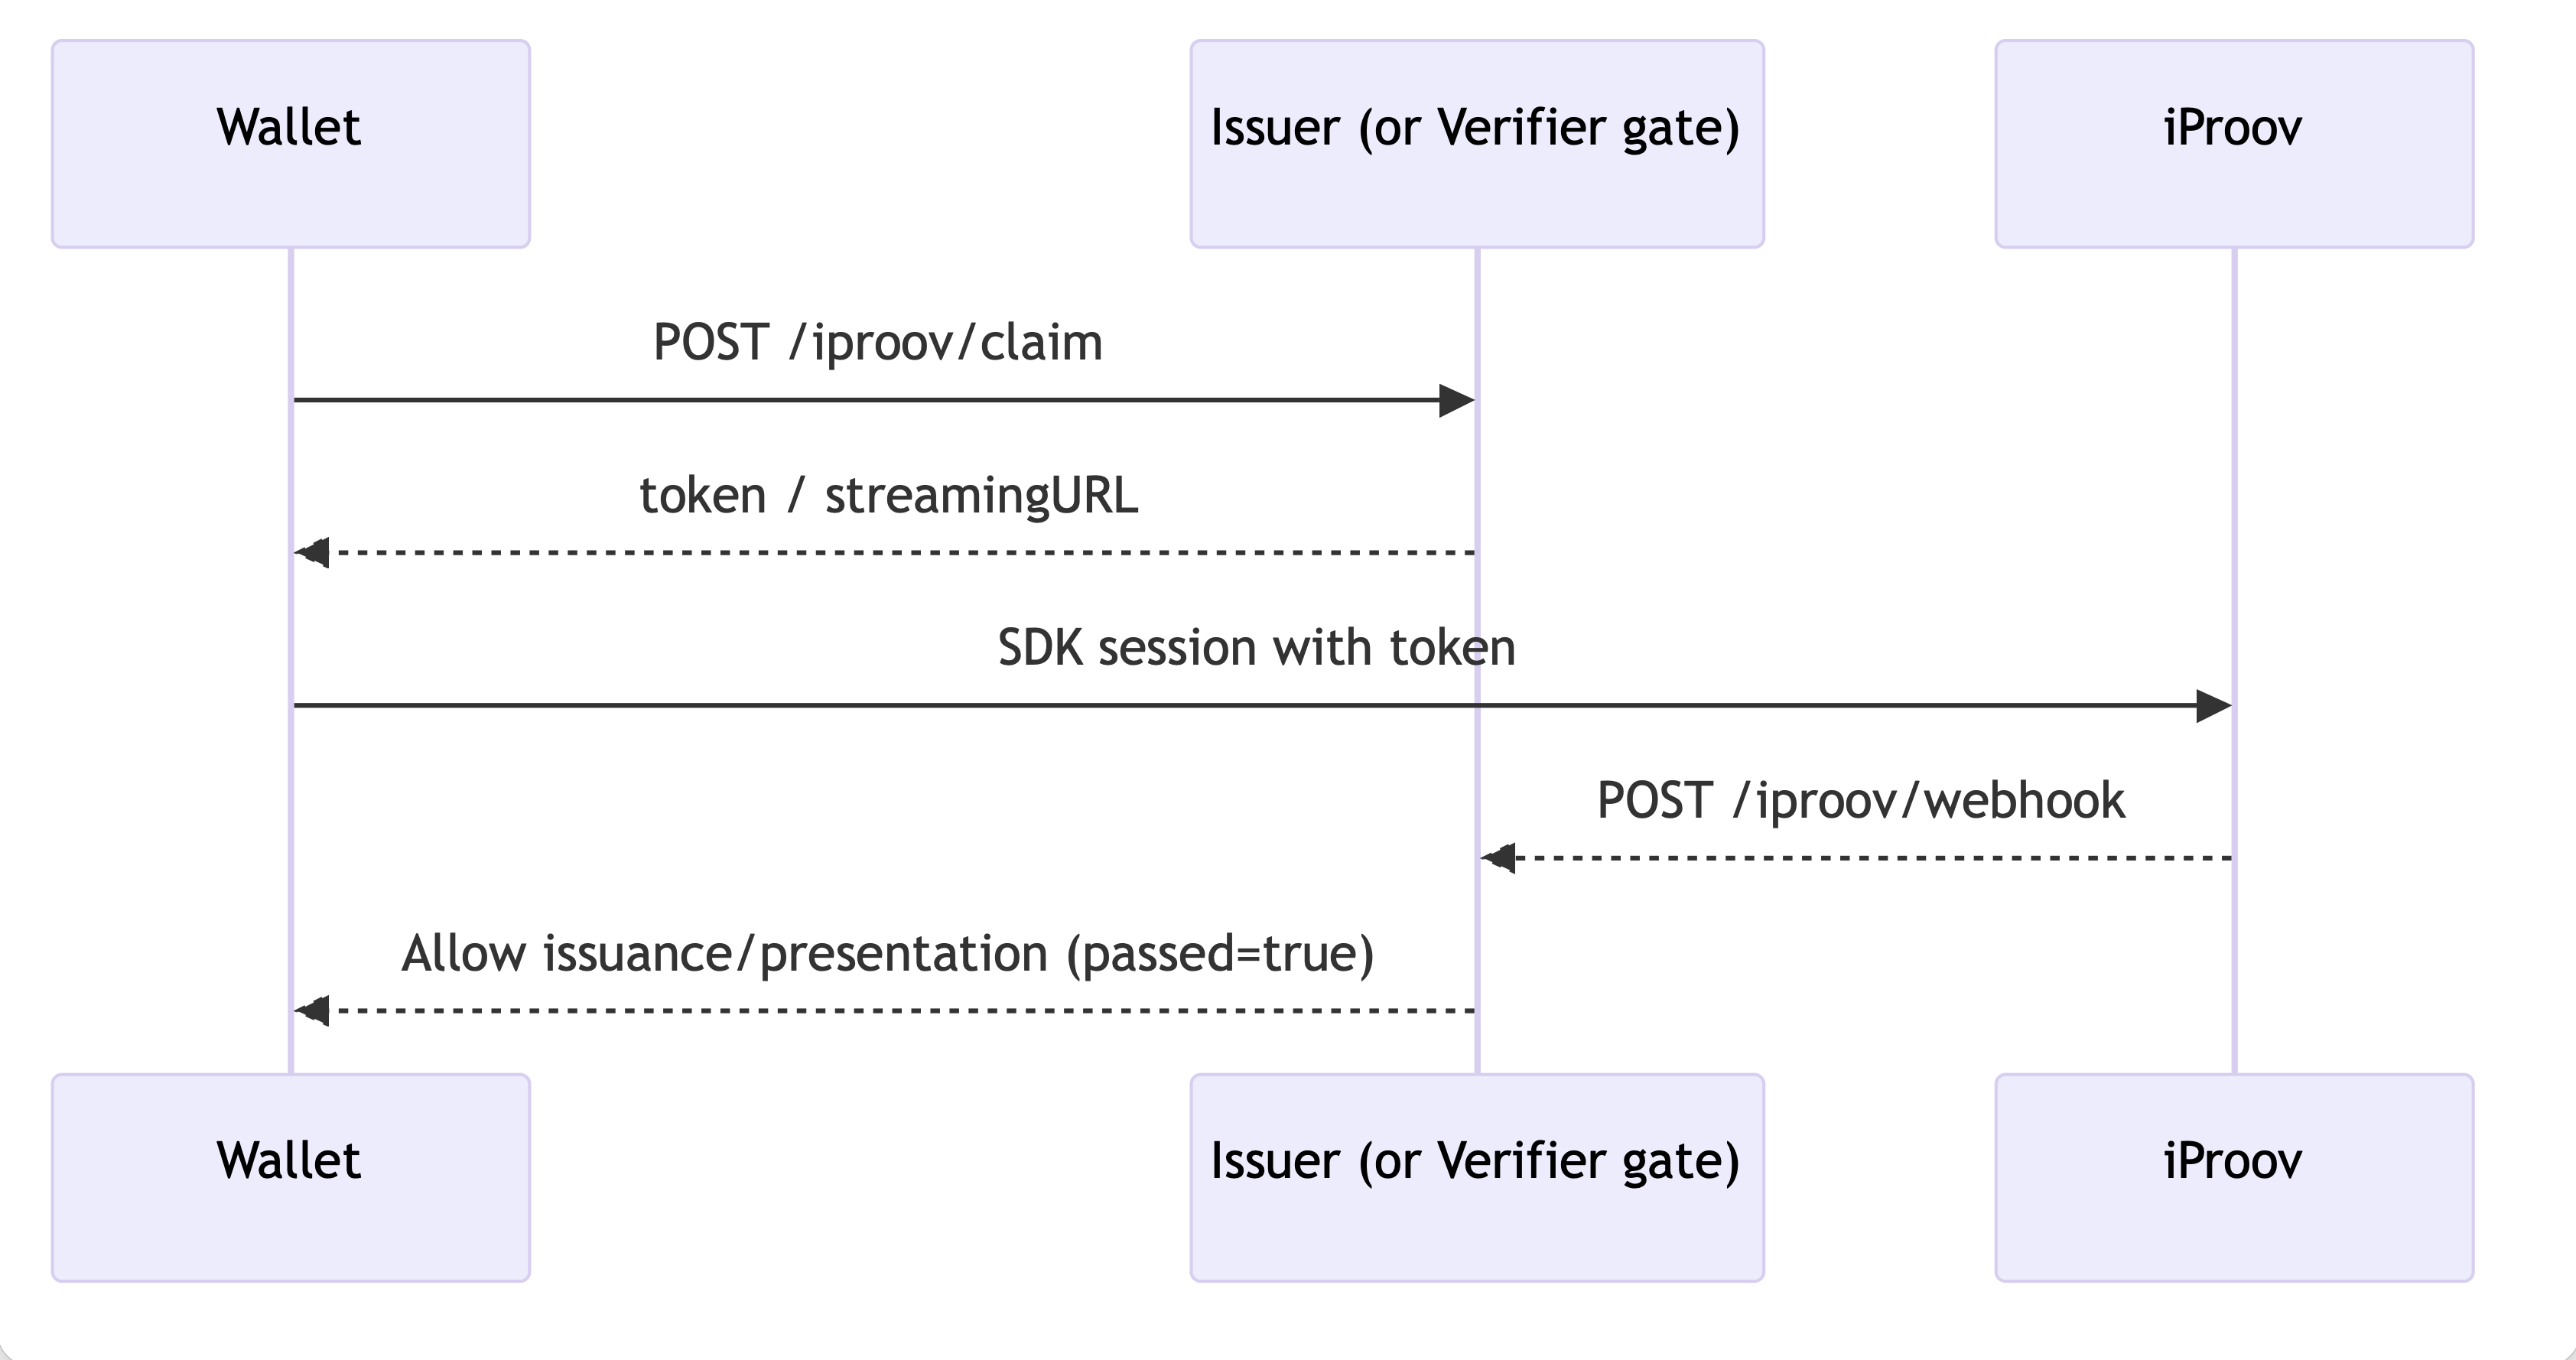 Wallet
Issuer (or Verifier gate)
iProov
POST /iproov/claim
token / streamingURL
SDK session with token
POST /iproov/webhook
Allow issuance/presentation (passed=true)
Wallet
Issuer (or Verifier gate)
iProov